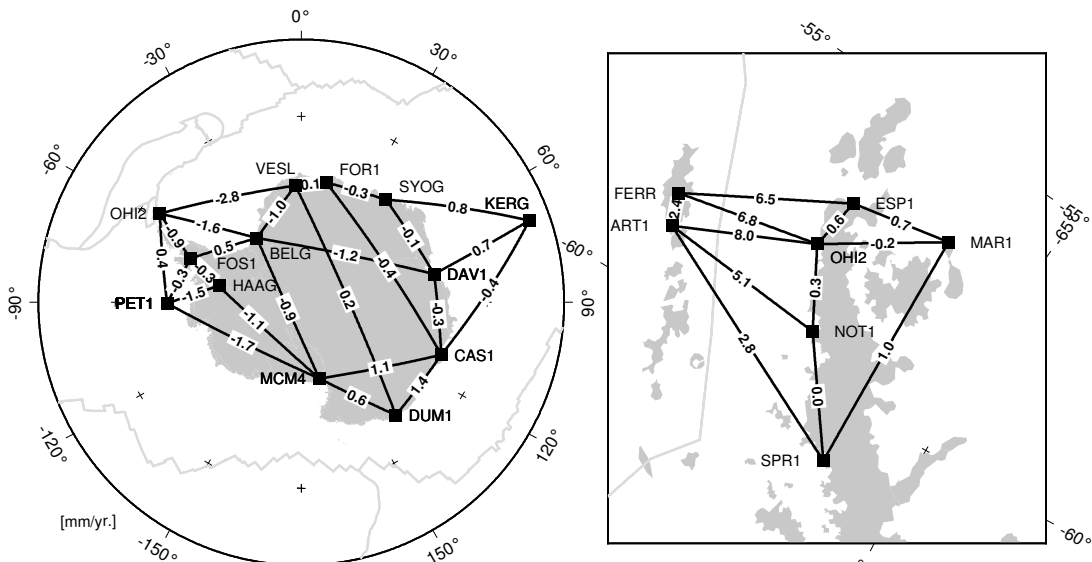 0°
-30°
30°
-60°
60°
VESL
FOR1
SYOG
KERG
OHI2
0.1
-0.3
-2.8
0.8
-1.0
-1.6
-0.9
0.5
-0.1
0.7
BELG
-1.2
FOS1
0.4
-0.3
-0.3
-0.4
DAV1
HAAG
-60°
-90°
PET1
-1.5
0.2
-0.9
-0.3
-0.4
90°
-1.1
-1.7
CAS1
MCM4
1.1
0.6
1.4
DUM1
-120°
120°
[mm/yr.]
-150°
150°
-55°
FERR
6.5
ESP1
-55°
2.4
6.8
0.6
0.7
ART1
8.0
-0.2
MAR1
-65°
OHI2
5.1
0.3
NOT1
2.8
1.0
0.0
SPR1
-60°